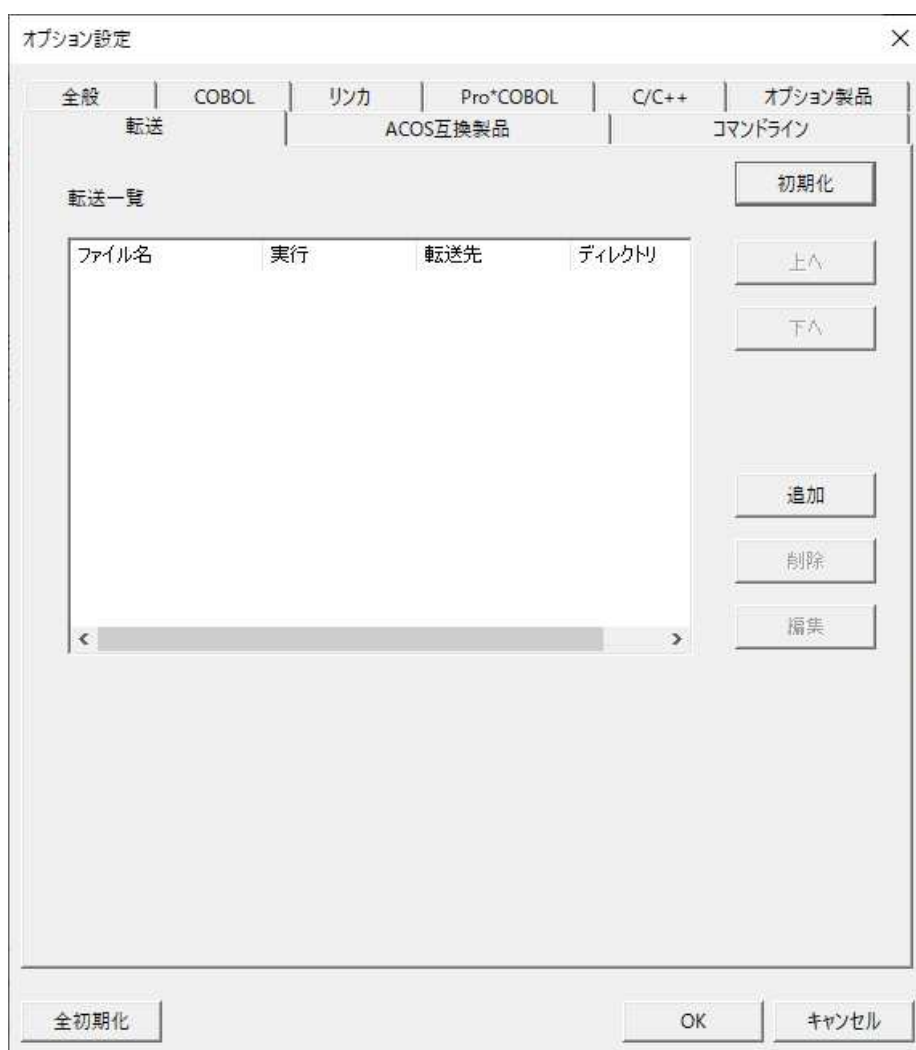 オプション設定
全般 COBOL リンカ Pro*COBOL C/C++ オプション製品
転送 ACOS互換製品 コマンドライン
初期化
転送一覧
ファイル名 実行 転送先 ディレクトリ
上へ
下へ
追加
削除
編集
全初期化 OK キャンセル